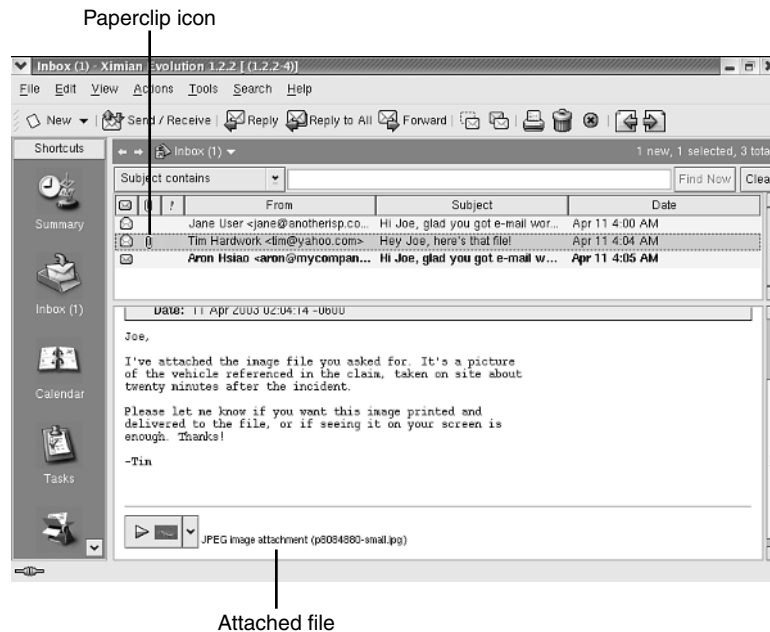 Paperclip icon
Inbox (1) - Ximian Evolution 1.2.2 [ (1.2.2-4)]
File Edit View Actions Tools Search Help
New Send / Receive Reply Reply to All Forward
Shortcuts
Inbox (1)
1 new, 1 selected, 3 tota
Subject contains
Find Now Clea
! From Subject Date
Jane User <jane@anotherisp.co... Hi Joe, glad you got e-mail wor... Apr 11 4:00 AM
Tim Hardwork <tim@yahoo.com> Hey Joe, here's that file! Apr 11 4:04 AM
Aron Hsiao <aron@mycompan... Hi Joe, glad you got e-mail w... Apr 11 4:05 AM
Summary
Inbox (1)
Calendar
Tasks
Date: 11 Apr 2003 02:04:14 -0600
Joe,
I've attached the image file you asked for. It's a picture
of the vehicle referenced in the claim, taken on site about
twenty minutes after the incident.
Please let me know if you want this image printed and
delivered to the file, or if seeing it on your screen is
enough. Thanks!
-Tim
JPEG image attachment (p8084880-small.jpg)
Attached file